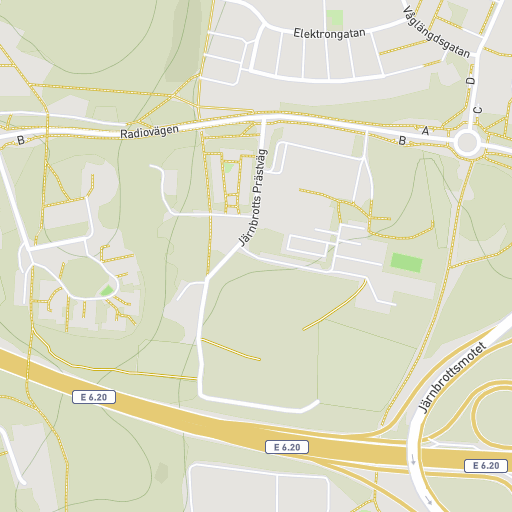 Våglängdsgatan
Elektrongatan
D
C
A
B
B
Radiovägen
Järnbrotts Prästväg
Järnbrottsmotet
E 6.20
E 6.20
E 6.20